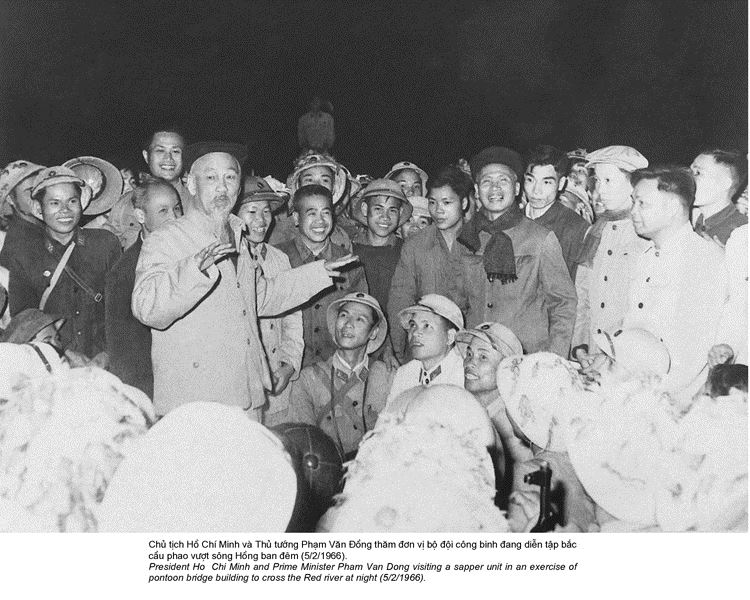 Chủ tịch Hồ Chí Minh và Thủ tướng Phạm Văn Đồng thăm đơn vị bộ đội công binh đang diễn tập bắc
cầu phao vượt sông Hồng ban đêm (5/2/1966).
President Ho Chi Minh and Prime Minister Pham Van Dong visiting a sapper unit in an exercise of
pontoon bridge building to cross the Red river at night (5/2/1966).